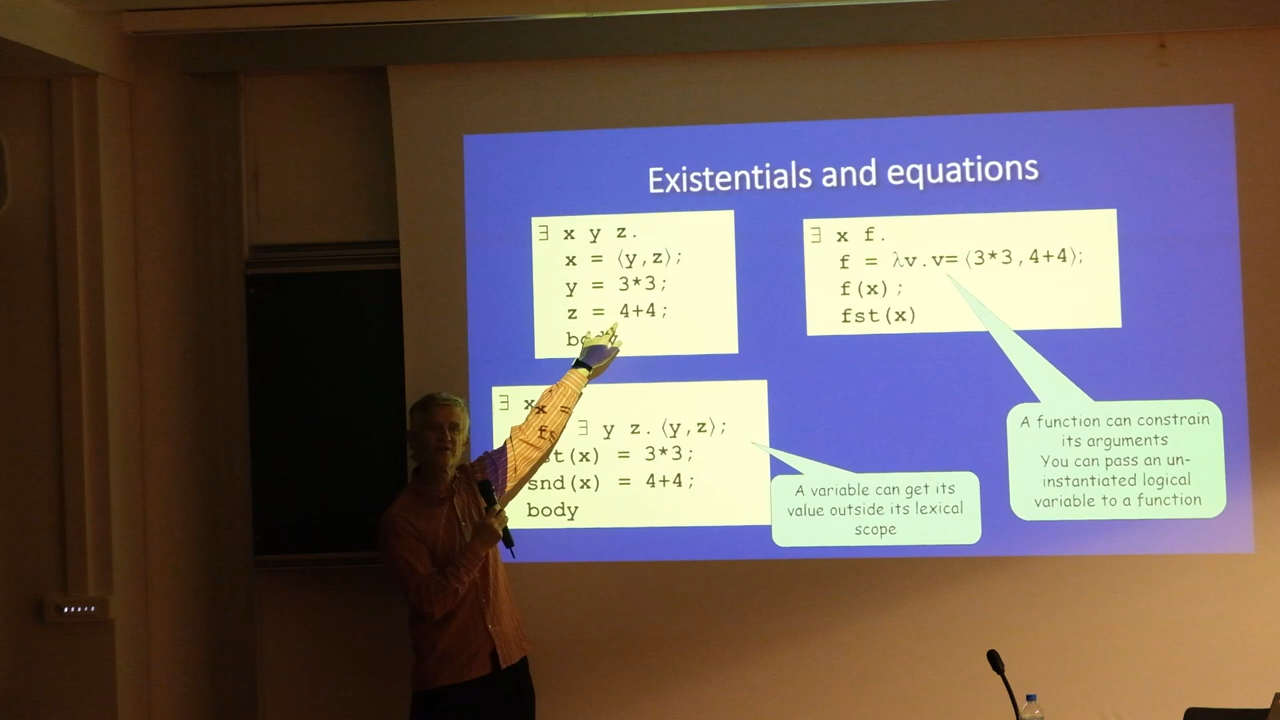 Existentials and equations
∃ x y z.
x = ⟨y,z⟩;
y = 3*3;
z = 4+4;
body
∃ x f.
f = λv.v=⟨3*3,4+4⟩;
f(x);
fst(x)
∃ x
x = ∃ y z.⟨y,z⟩;
(x) = 3*3;
snd(x) = 4+4;
body
A variable can get its
value outside its lexical
scope
A function can constrain
its arguments
You can pass an un-
instantiated logical
variable to a function